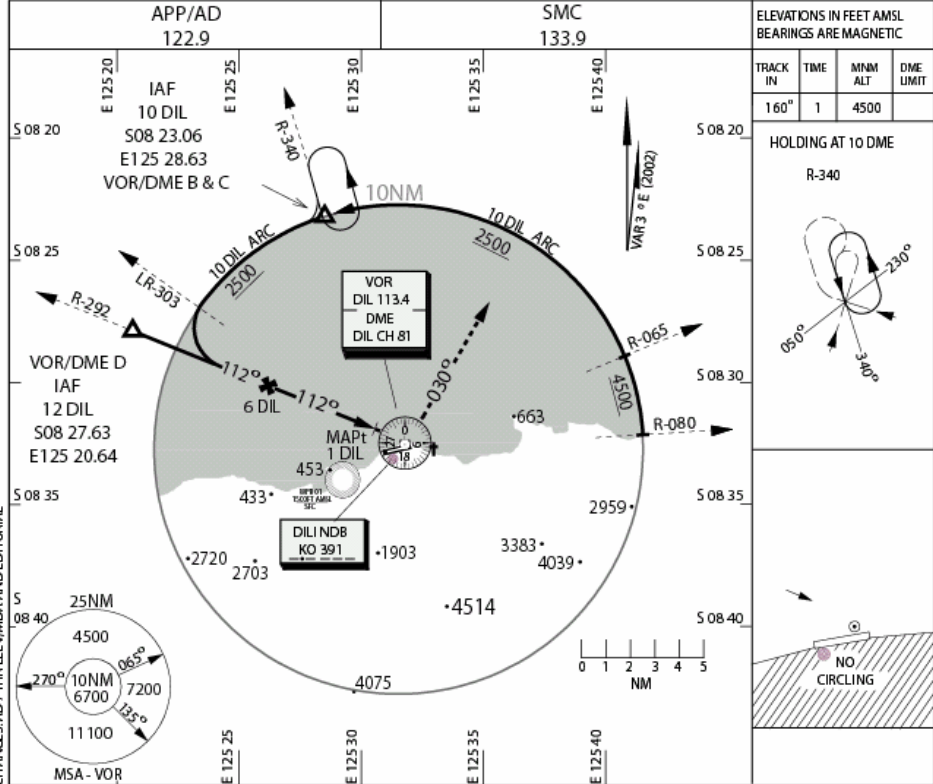 APP/AD
122.9
SMC
133.9
ELEVATIONS IN FEET AMSL
BEARINGS ARE MAGNETIC
TRACK IN
TIME
MNM ALT
DME LIMIT
160°
1
4500
HOLDING AT 10 DME
R-340
230°
050°
340°
E 125 20
E 125 25
E 125 30
E 125 35
E 125 40
S 08 20
S 08 20
IAF
10 DIL
S08 23.06
E125 28.63
VOR/DME B & C
R-340
10NM
VAR 3 °E (2002)
10 DIL ARC
2500
10 DIL ARC
2500
S 08 25
S 08 25
LR-303
R-292
VOR
DIL 113.4
DME
DIL CH 81
R-065
VOR/DME D
IAF
12 DIL
S08 27.63
E125 20.64
112°
6 DIL
112°
030°
4500
S 08 30
R-080
663
MAPt
1 DIL
0
9
18
27
453
433
1500FT AMSL
SFC
S 08 35
S 08 35
2959
DILI NDB
KO 391
2720
2703
1903
3383
4039
4514
S
08 40
S 08 40
25NM
4500
065°
270°
10NM
6700
7200
135°
11100
MSA - VOR
4075
0 1 2 3 4 5
NM
NO
CIRCLING
E 125 25
E 125 30
E 125 35
E 125 40